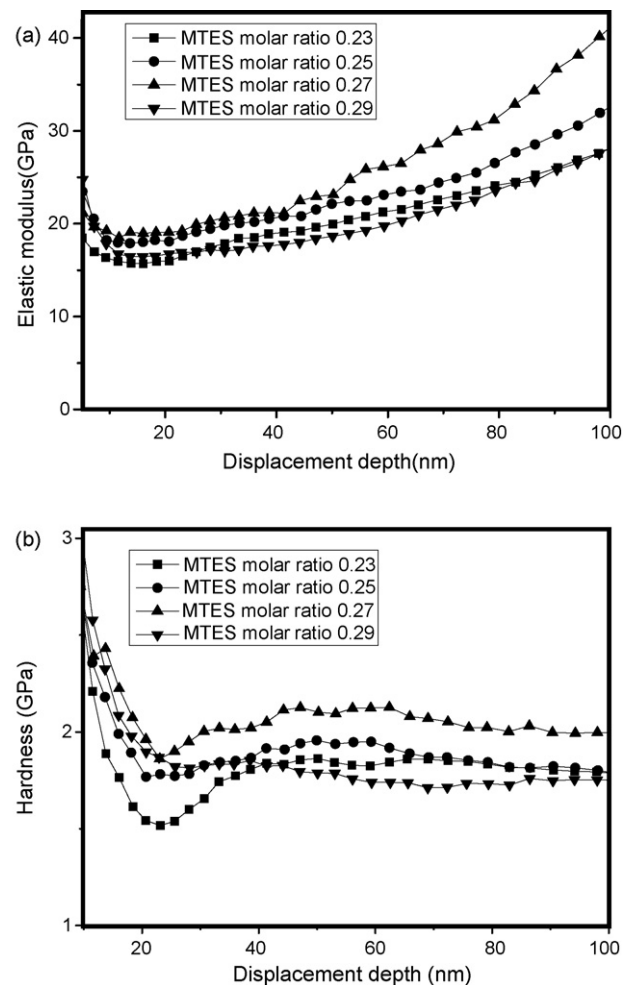 (a)
MTES molar ratio 0.23
MTES molar ratio 0.25
MTES molar ratio 0.27
MTES molar ratio 0.29
Elastic modulus(GPa)
40
30
20
10
0
20 40 60 80 100
Displacement depth(nm)
(b)
MTES molar ratio 0.23
MTES molar ratio 0.25
MTES molar ratio 0.27
MTES molar ratio 0.29
Hardness (GPa)
3
2
1
20 40 60 80 100
Displacement depth (nm)